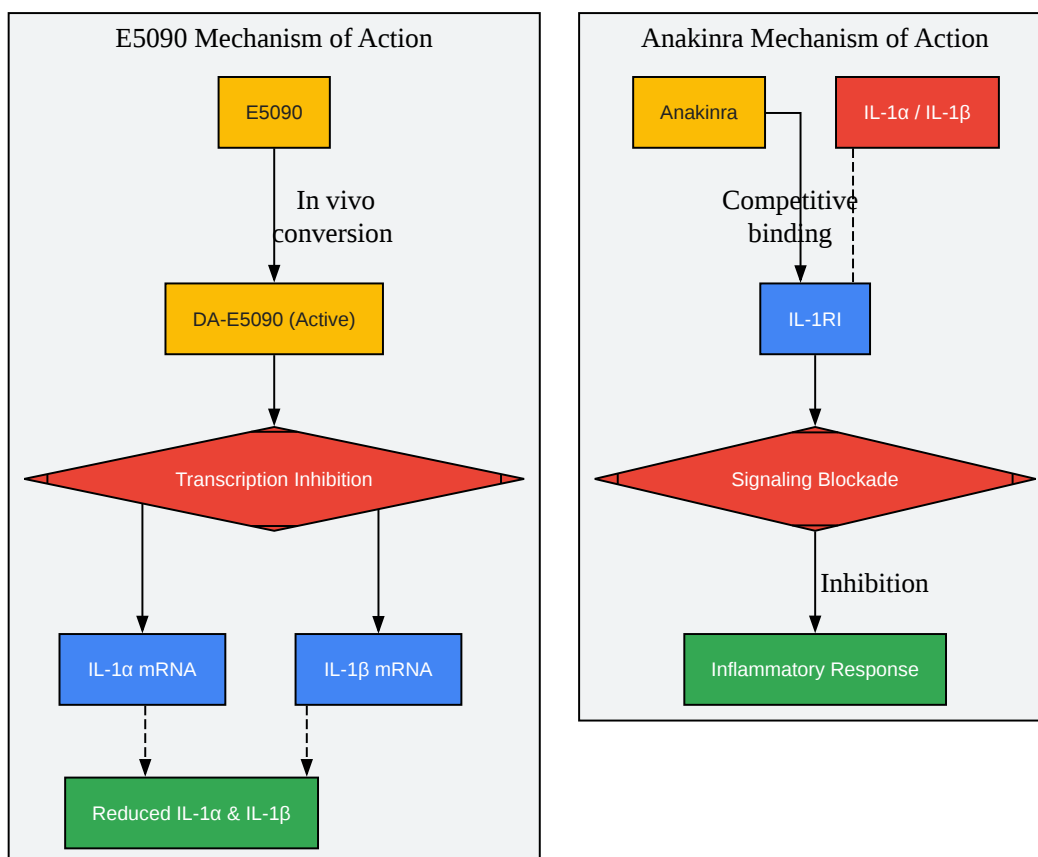 E5090 Mechanism of Action
E5090
In vivo
conversion
DA-E5090 (Active)
Transcription Inhibition
IL-1α mRNA
IL-1β mRNA
Reduced IL-1α & IL-1β
Anakinra Mechanism of Action
Anakinra
IL-1α / IL-1β
Competitive
binding
IL-1RI
Signaling Blockade
Inhibition
Inflammatory Response